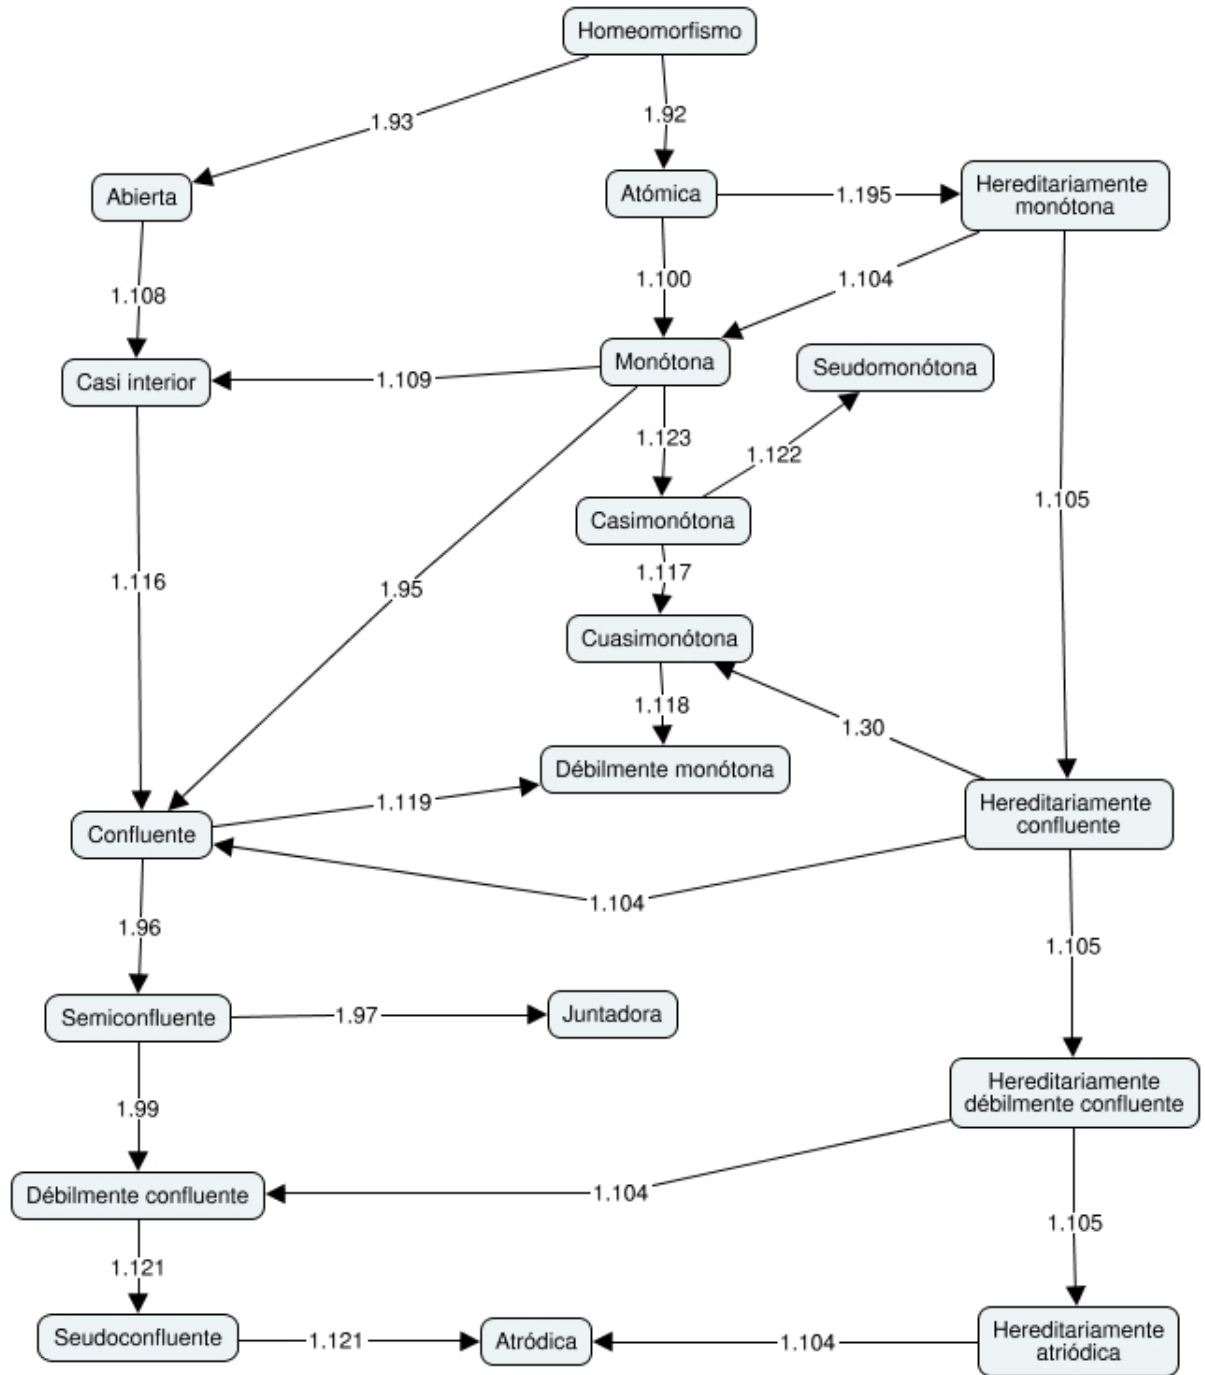 Homeomorfismo
1.93
1.92
Abierta
Atómica
1.195
Hereditariamente
monótona
1.108
1.100
1.104
Casi interior
1.109
Monótona
Seudomonótona
1.123
1.122
1.105
Casimonótona
1.116
1.95
1.117
Cuasimonótona
1.118
1.30
Débilmente monótona
Confluente
1.119
Hereditariamente
confluente
1.104
1.96
1.105
Semiconfluente
1.97
Juntadora
1.99
Hereditariamente
débilmente confluente
Débilmente confluente
1.104
1.105
1.121
Seudoconfluente
1.121
Atródica
1.104
Hereditariamente
atriódica